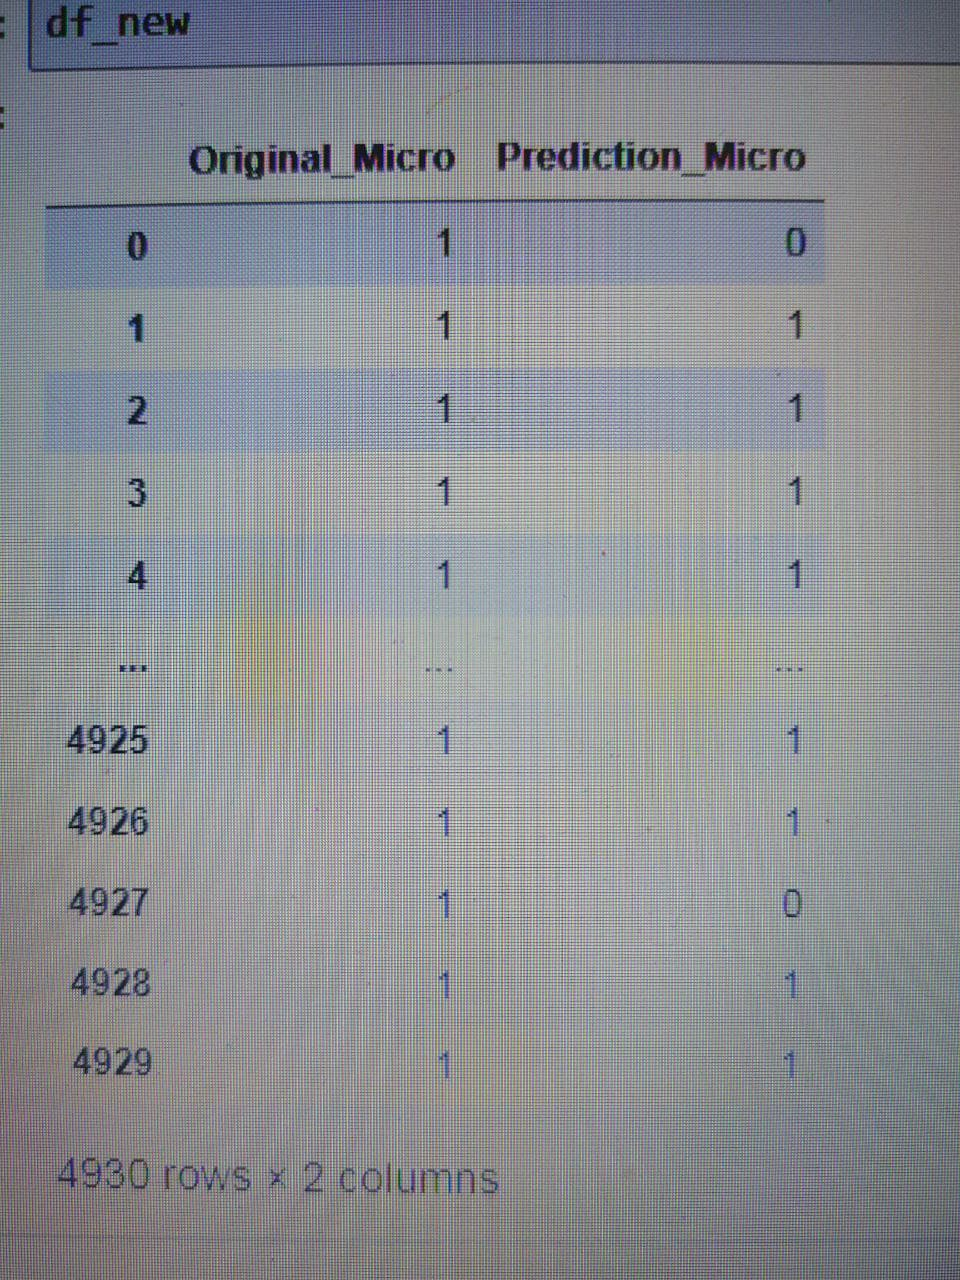 df_new
Original_Micro Prediction_Micro
0 1 0
1 1 1
2 1 1
3 1 1
4 1 1
... ... ...
4925 1 1
4926 1 1
4927 1 0
4928 1 1
4929 1 1
4930 rows × 2 columns